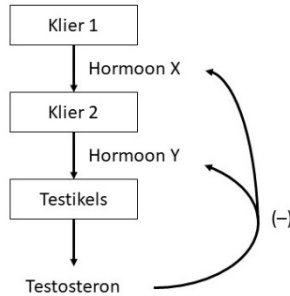 Klier 1
Hormoon X
Klier 2
Hormoon Y
Testikels
(–)
Testosteron